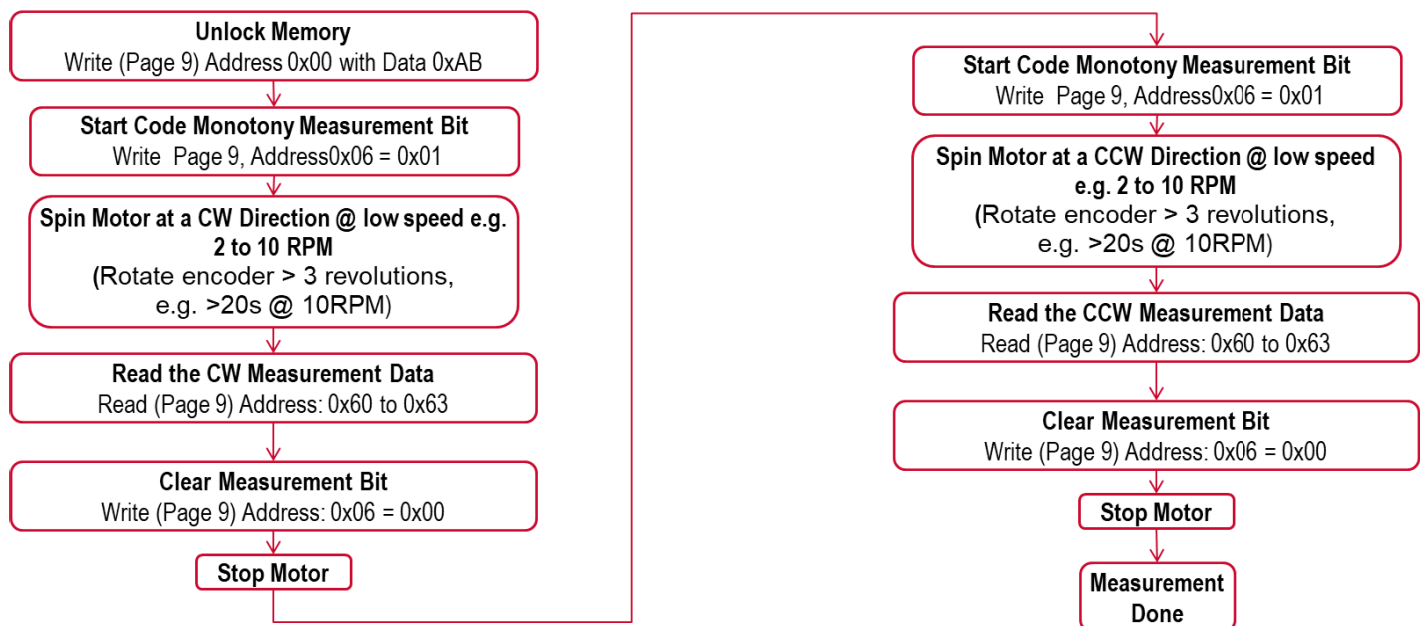 Unlock Memory
Write (Page 9) Address 0x00 with Data 0xAB
Start Code Monotony Measurement Bit
Write  Page 9, Address0x06 = 0x01
Spin Motor at a CW Direction @ low speed e.g.
2 to 10 RPM
(Rotate encoder > 3 revolutions,
e.g. >20s @ 10RPM)
Read the CW Measurement Data
Read (Page 9) Address: 0x60 to 0x63
Clear Measurement Bit
Write (Page 9) Address: 0x06 = 0x00
Stop Motor
Start Code Monotony Measurement Bit
Write  Page 9, Address0x06 = 0x01
Spin Motor at a CCW Direction @ low speed
e.g. 2 to 10 RPM
(Rotate encoder > 3 revolutions,
e.g. >20s @ 10RPM)
Read the CCW Measurement Data
Read (Page 9) Address: 0x60 to 0x63
Clear Measurement Bit
Write (Page 9) Address: 0x06 = 0x00
Stop Motor
Measurement
Done